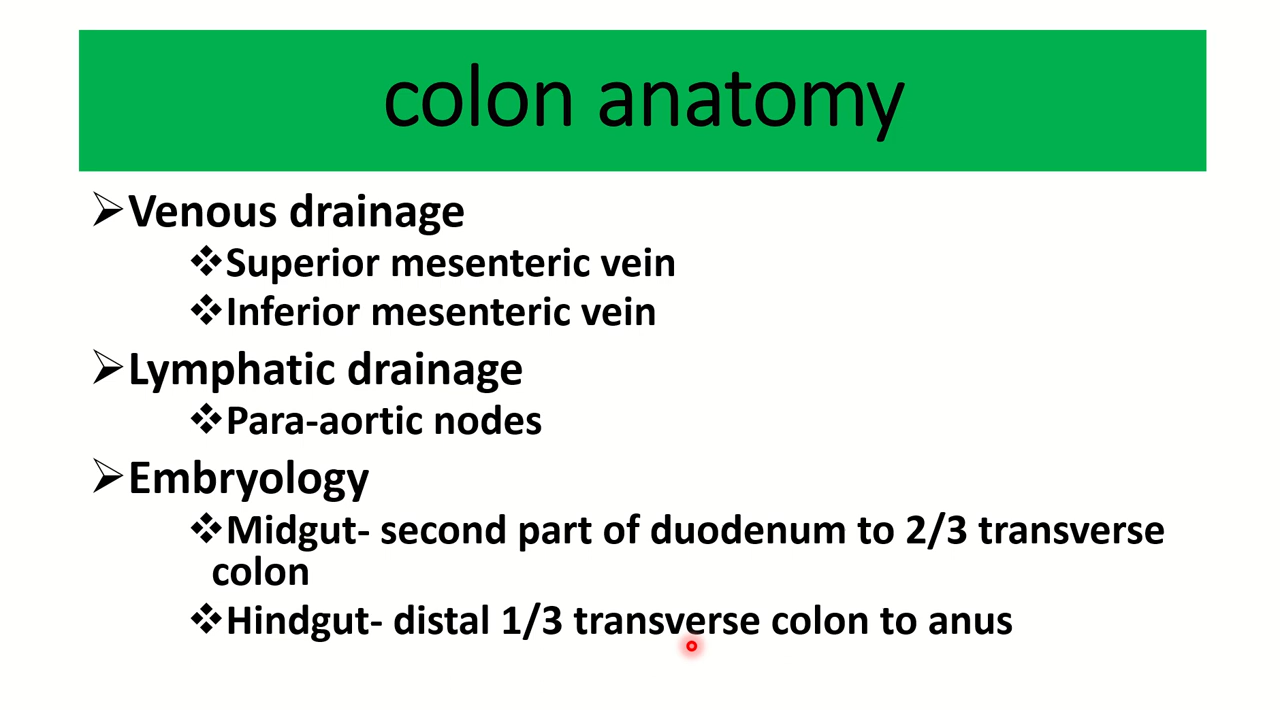 colon anatomy
➢Venous drainage
❖Superior mesenteric vein
❖Inferior mesenteric vein
➢Lymphatic drainage
❖Para-aortic nodes
➢Embryology
❖Midgut- second part of duodenum to 2/3 transverse
colon
❖Hindgut- distal 1/3 transverse colon to anus